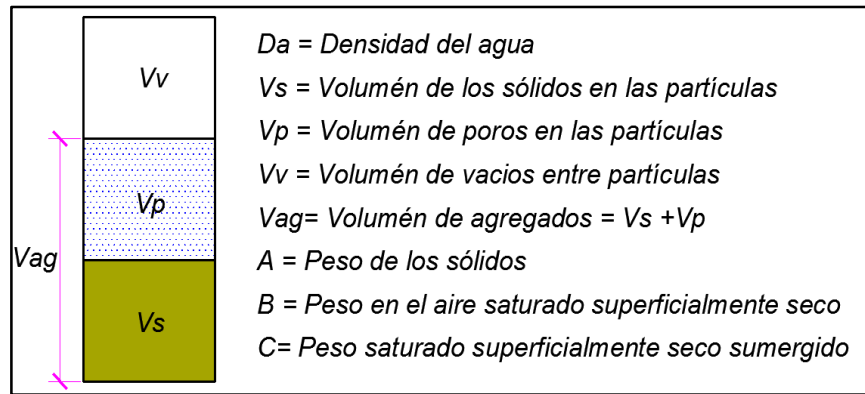 Vv
Vp
Vag
Vs
Da = Densidad del agua
Vs = Volumén de los sólidos en las partículas
Vp = Volumén de poros en las partículas
Vv = Volumén de vacios entre partículas
Vag= Volumén de agregados = Vs +Vp
A = Peso de los sólidos
B = Peso en el aire saturado superficialmente seco
C= Peso saturado superficialmente seco sumergido